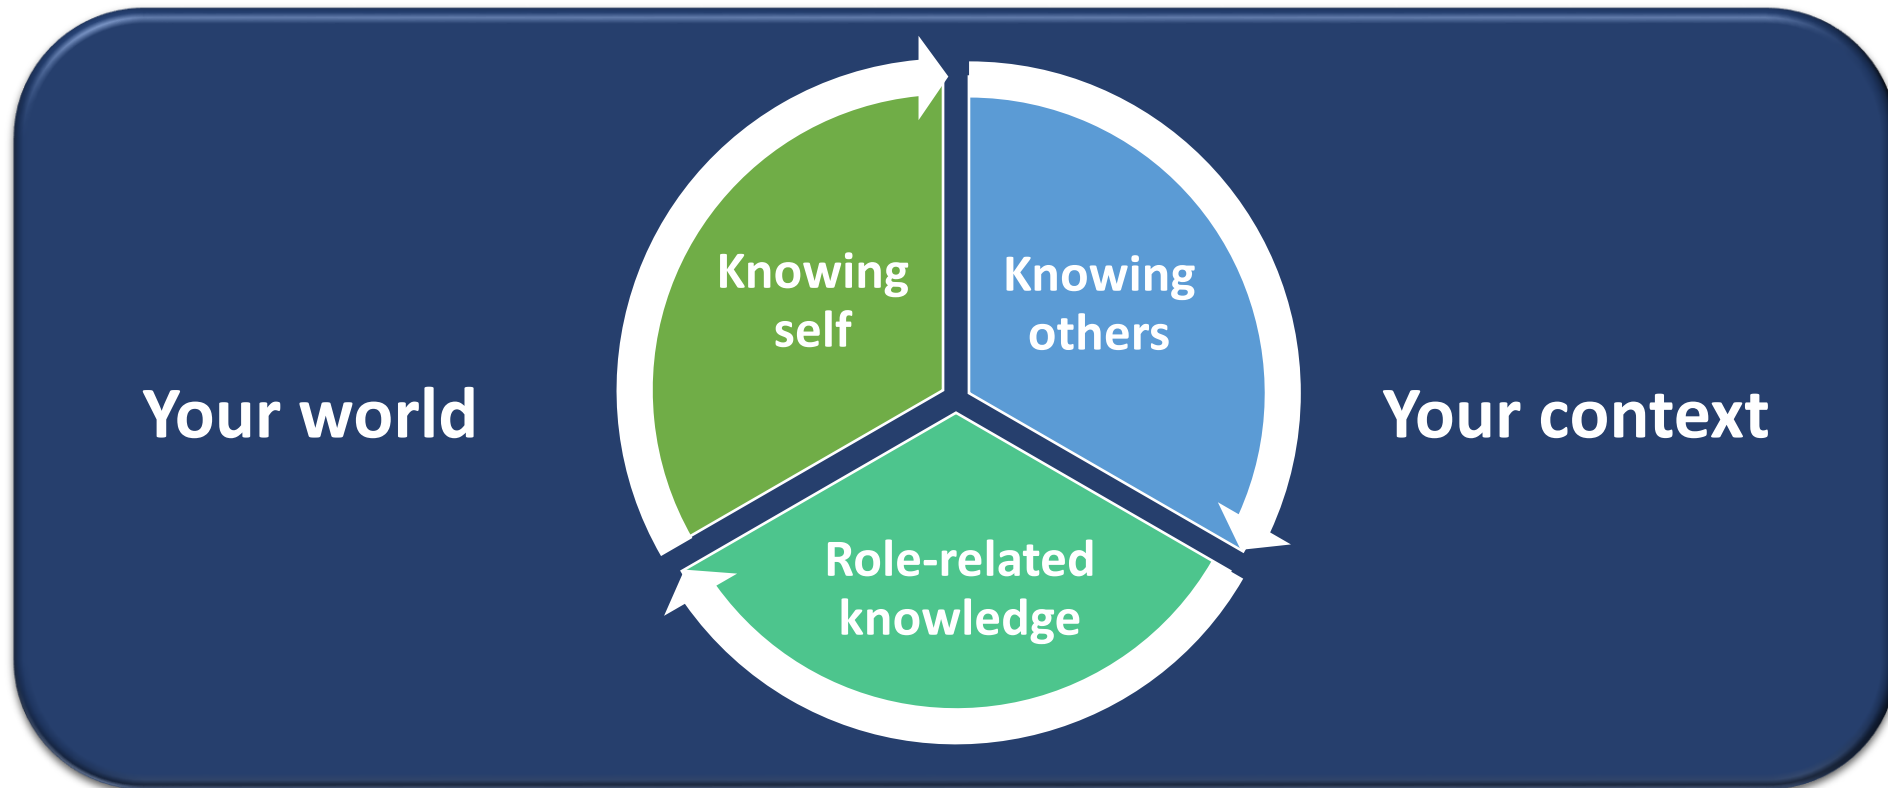 Knowing
self
Knowing
others
Your world
Your context
Role-related
knowledge